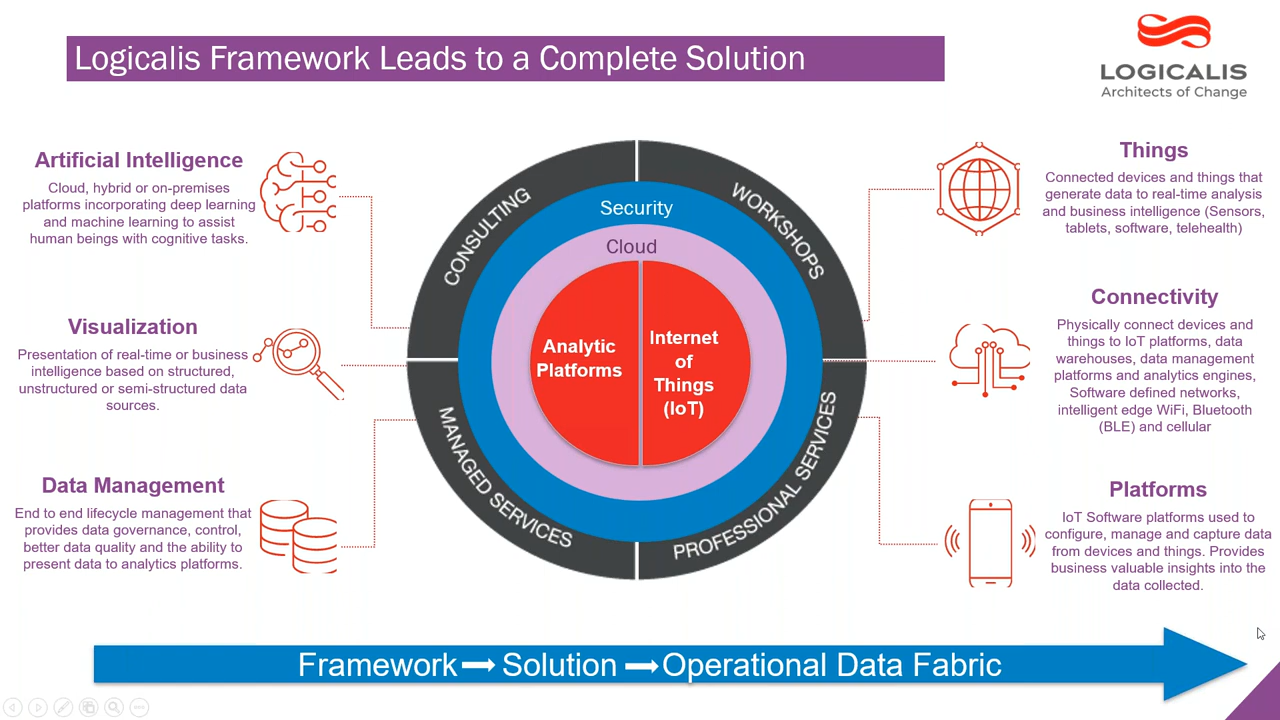 Logicalis Framework Leads to a Complete Solution
LOGICALIS
Architects of Change
Artificial Intelligence
Cloud, hybrid or on-premises
platforms incorporating deep learning
and machine learning to assist
human beings with cognitive tasks.
Visualization
Presentation of real-time or business
intelligence based on structured,
unstructured or semi-structured data
sources.
Data Management
End to end lifecycle management that
provides data governance, control,
better data quality and the ability to
present data to analytics platforms.
CONSULTING
WORKSHOPS
MANAGED SERVICES
PROFESSIONAL SERVICES
Security
Cloud
Analytic
Platforms
Internet
of
Things
(IoT)
Things
Connected devices and things that
generate data to real-time analysis
and business intelligence (Sensors,
tablets, software, telehealth)
Connectivity
Physically connect devices and
things to IoT platforms, data
warehouses, data management
platforms and analytics engines,
Software defined networks,
intelligent edge WiFi, Bluetooth
(BLE) and cellular
Platforms
IoT Software platforms used to
configure, manage and capture data
from devices and things. Provides
business valuable insights into the
data collected.
Framework → Solution → Operational Data Fabric